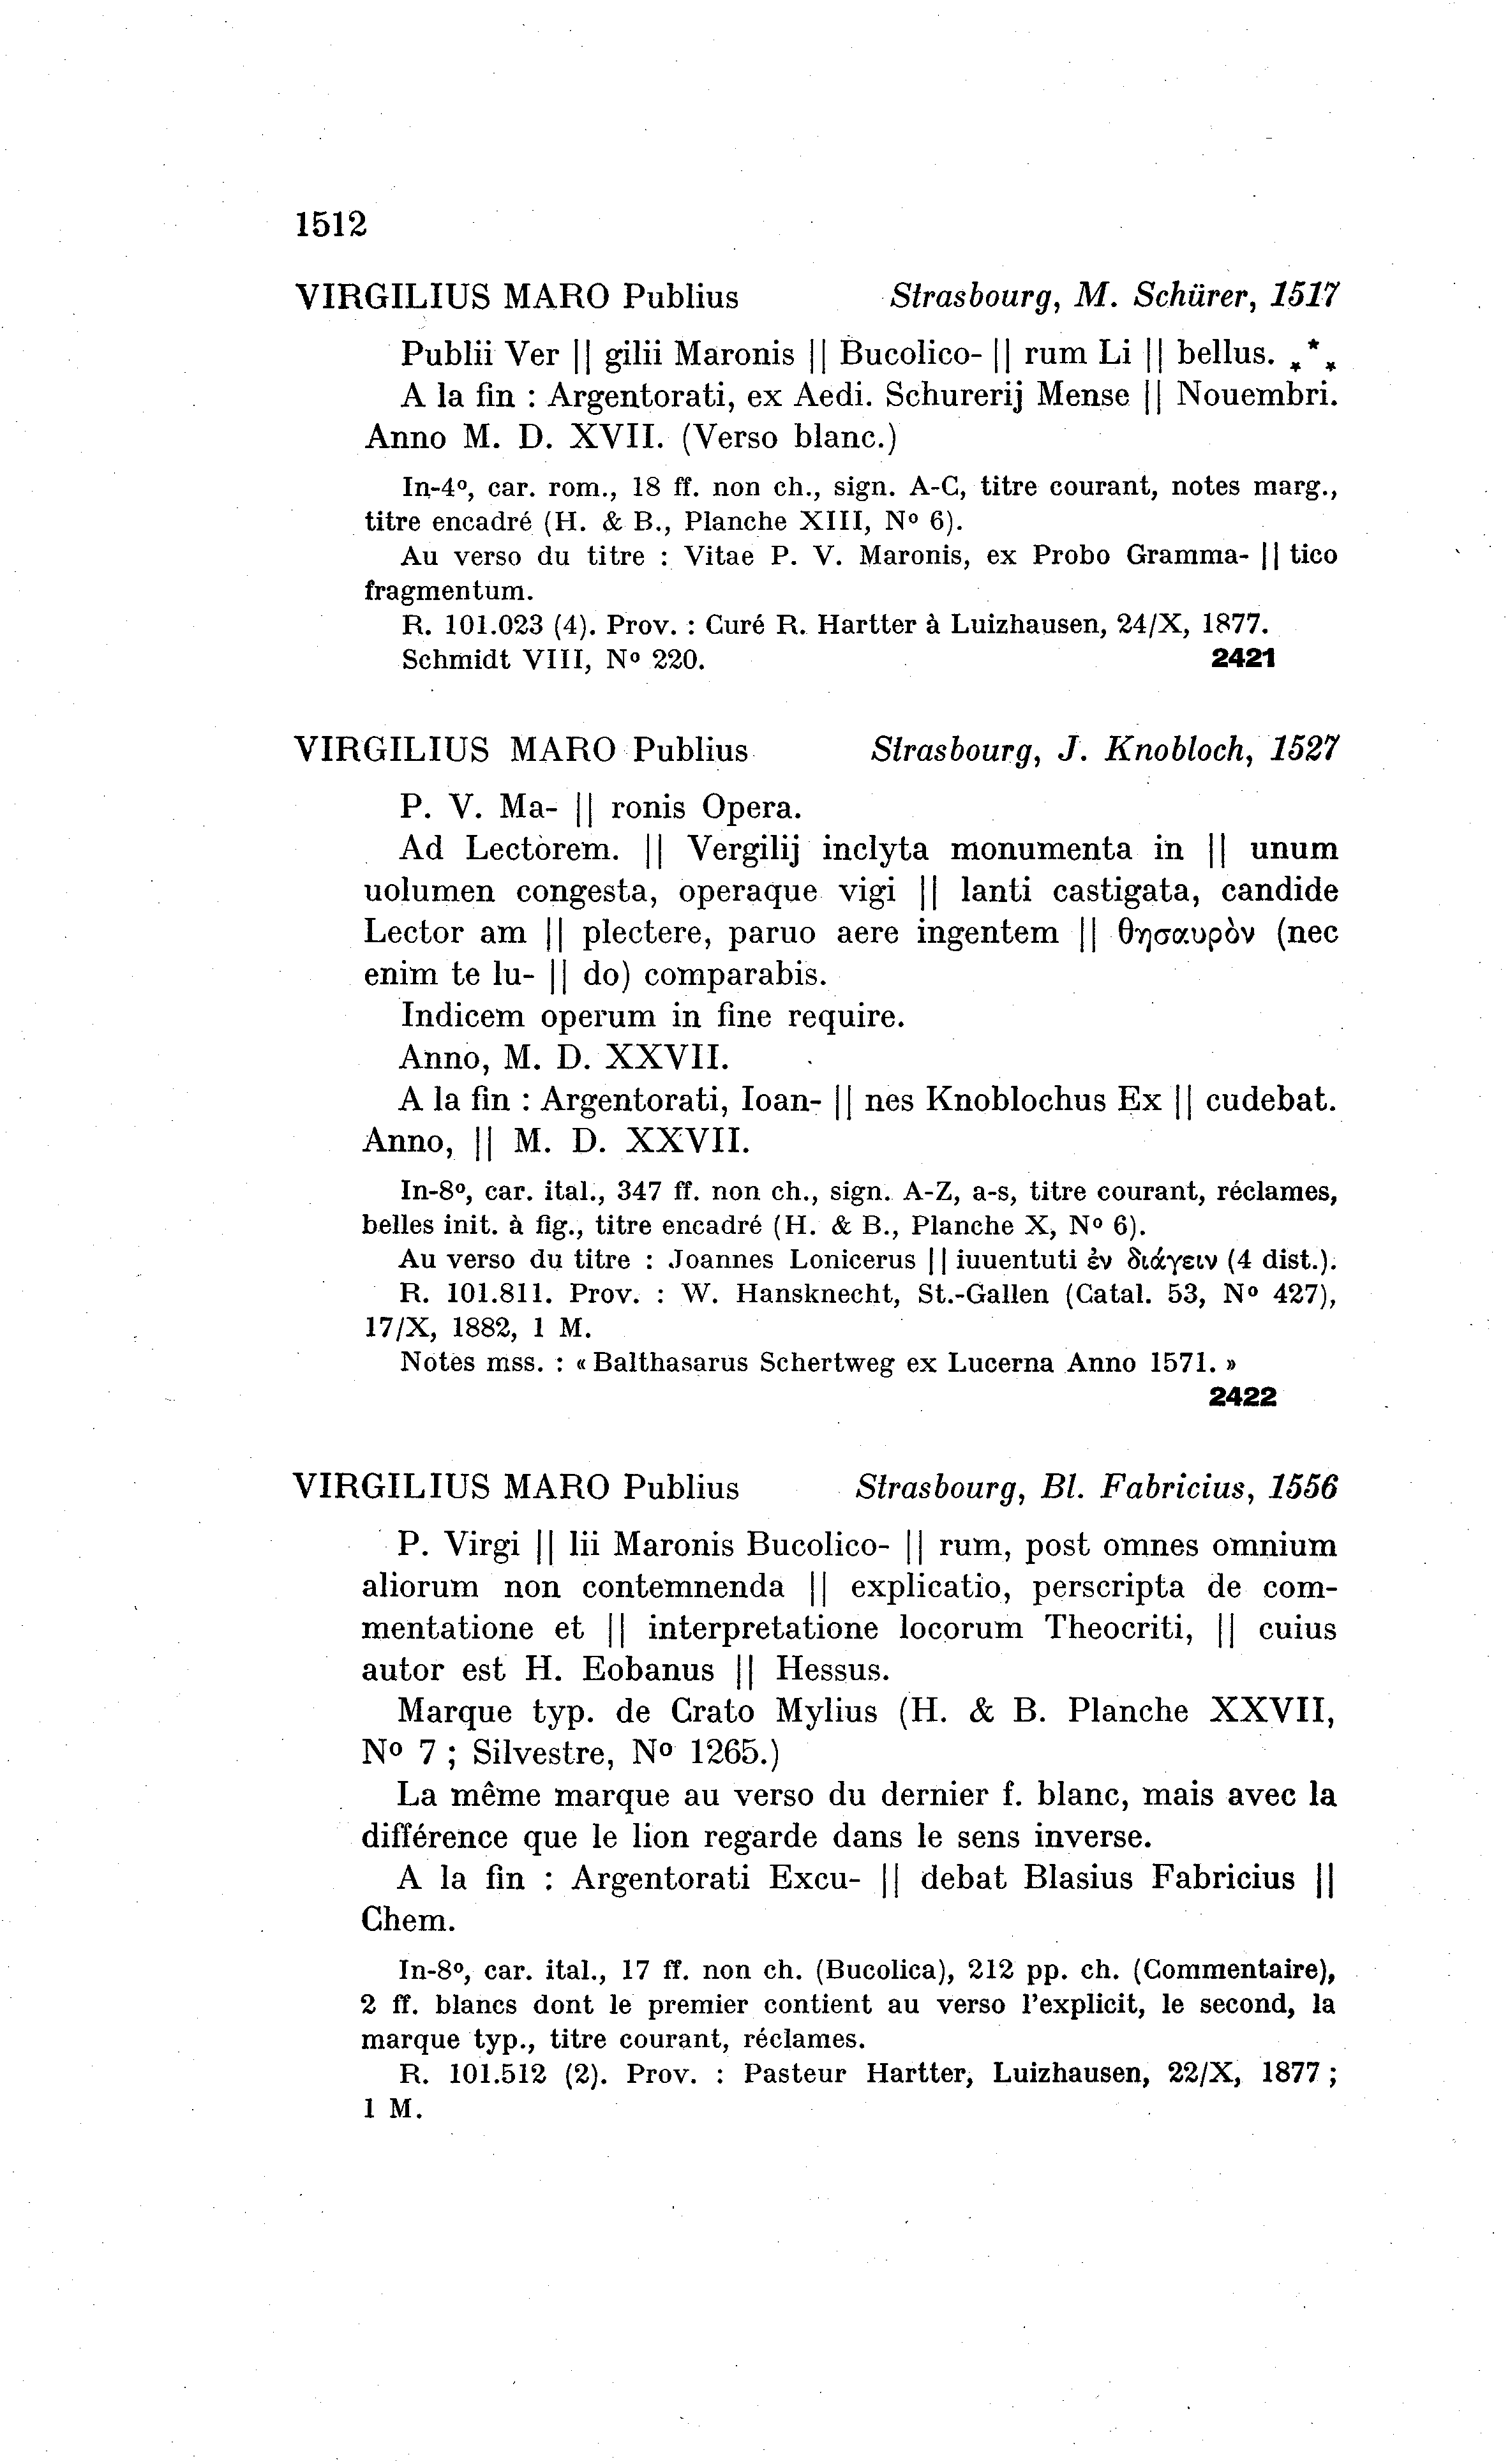 1512
VIRGILIUS MARO Publius Strasbourg, M. Schürer, 1517
Publii Ver || gilii Maronis || Bucolico- || rum Li || bellus. ⁎*⁎
A la fin : Argentorati, ex Aedi. Schurerij Mense || Nouembri.
Anno M. D. XVII. (Verso blanc.)
In-4º, car. rom., 18 ff. non ch., sign. A-C, titre courant, notes marg.,
titre encadré (H. & B., Planche XIII, Nº 6).
Au verso du titre : Vitae P. V. Maronis, ex Probo Gramma- || tico
fragmentum.
R. 101.023 (4). Prov. : Curé R. Hartter à Luizhausen, 24/X, 1877.
Schmidt VIII, Nº 220. 2421
VIRGILIUS MARO Publius Strasbourg, J. Knobloch, 1527
P. V. Ma- || ronis Opera.
Ad Lectorem. || Vergilij inclyta monumenta in || unum
uolumen congesta, operaque vigi || lanti castigata, candide
Lector am || plectere, paruo aere ingentem || θησαυρὸν (nec
enim te lu- || do) comparabis.
Indicem operum in fine require.
Anno, M. D. XXVII.
A la fin : Argentorati, Ioan- || nes Knoblochus Ex || cudebat.
Anno, || M. D. XXVII.
In-8º, car. ital., 347 ff. non ch., sign. A-Z, a-s, titre courant, réclames,
belles init. à fig., titre encadré (H. & B., Planche X, Nº 6).
Au verso du titre : Joannes Lonicerus || iuuentuti ἐν διάγειν (4 dist.).
R. 101.811. Prov. : W. Hansknecht, St.-Gallen (Catal. 53, Nº 427),
17/X, 1882, 1 M.
Notes mss. : « Balthasarus Schertweg ex Lucerna Anno 1571. »
2422
VIRGILIUS MARO Publius Strasbourg, Bl. Fabricius, 1556
P. Virgi || lii Maronis Bucolico- || rum, post omnes omnium
aliorum non contemnenda || explicatio, perscripta de com-
mentatione et || interpretatione locorum Theocriti, || cuius
autor est H. Eobanus || Hessus.
Marque typ. de Crato Mylius (H. & B. Planche XXVII,
Nº 7 ; Silvestre, Nº 1265.)
La même marque au verso du dernier f. blanc, mais avec la
différence que le lion regarde dans le sens inverse.
A la fin : Argentorati Excu- || debat Blasius Fabricius ||
Chem.
In-8º, car. ital., 17 ff. non ch. (Bucolica), 212 pp. ch. (Commentaire),
2 ff. blancs dont le premier contient au verso l'explicit, le second, la
marque typ., titre courant, réclames.
R. 101.512 (2). Prov. : Pasteur Hartter, Luizhausen, 22/X, 1877 ;
1 M.